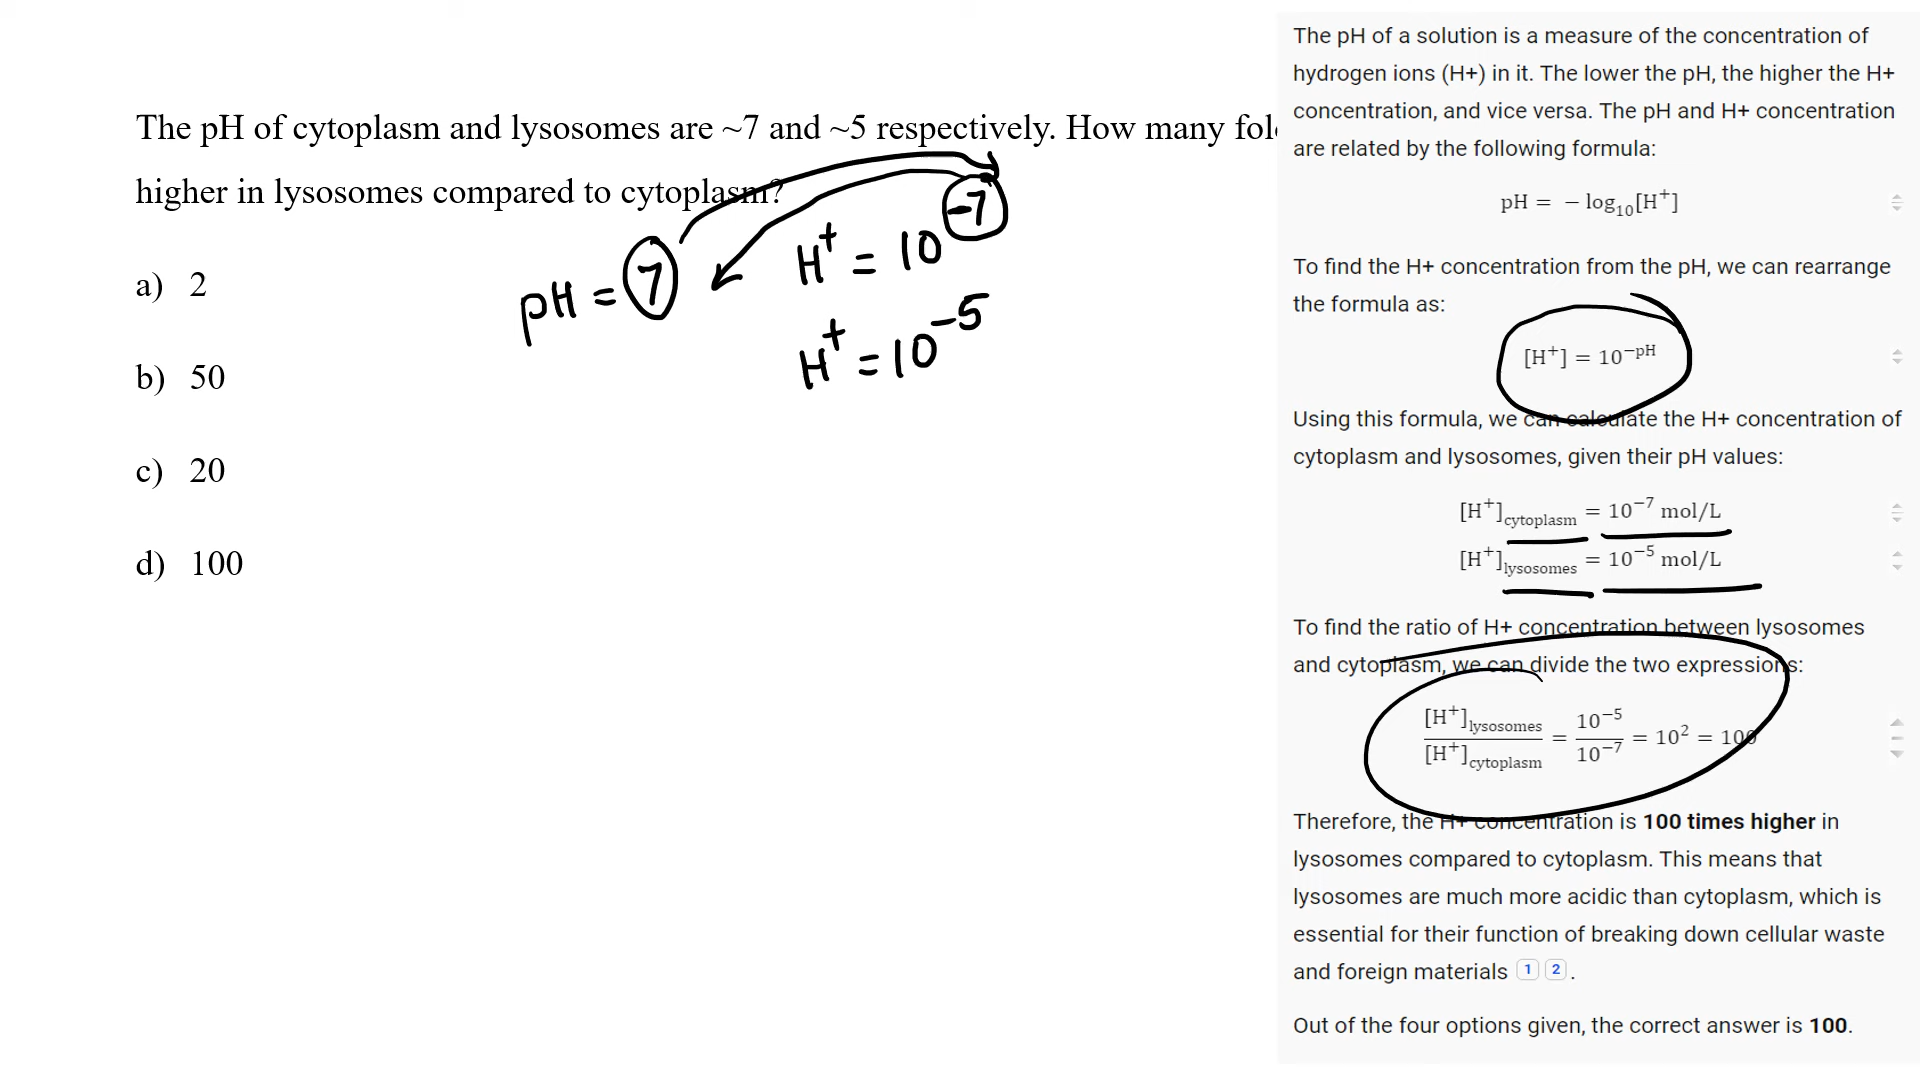 The pH of cytoplasm and lysosomes are ~7 and ~5 respectively. How many
higher in lysosomes compared to cytoplasm?
a) 2
b) 50
c) 20
d) 100
pH = 7
H⁺ = 10⁻⁷
H⁺ = 10⁻⁵
The pH of a solution is a measure of the concentration of
hydrogen ions (H+) in it. The lower the pH, the higher the H+
concentration, and vice versa. The pH and H+ concentration
are related by the following formula:
pH = − log₁₀[H⁺]
To find the H+ concentration from the pH, we can rearrange
the formula as:
[H⁺] = 10^−pH
Using this formula, we can calculate the H+ concentration of
cytoplasm and lysosomes, given their pH values:
[H⁺]cytoplasm = 10⁻⁷ mol/L
[H⁺]lysosomes = 10⁻⁵ mol/L
To find the ratio of H+ concentration between lysosomes
and cytoplasm, we can divide the two expressions:
[H⁺]lysosomes / [H⁺]cytoplasm = 10⁻⁵ / 10⁻⁷ = 10² = 100
Therefore, the H+ concentration is 100 times higher in
lysosomes compared to cytoplasm. This means that
lysosomes are much more acidic than cytoplasm, which is
essential for their function of breaking down cellular waste
and foreign materials 1 2 .
Out of the four options given, the correct answer is 100.